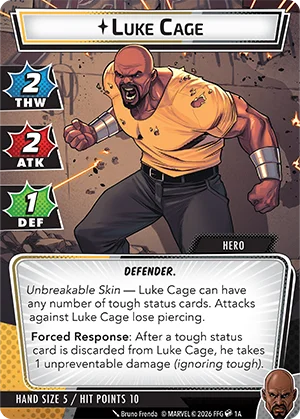 Luke Cage
2
THW
2
ATK
1
DEF
HERO
DEFENDER.
Unbreakable Skin — Luke Cage can have
any number of tough status cards. Attacks
against Luke Cage lose piercing.
Forced Response: After a tough status
card is discarded from Luke Cage, he takes
1 unpreventable damage (ignoring tough).
Bruno Frenda © MARVEL © 2026 FFG 1A
HAND SIZE 5 / HIT POINTS 10